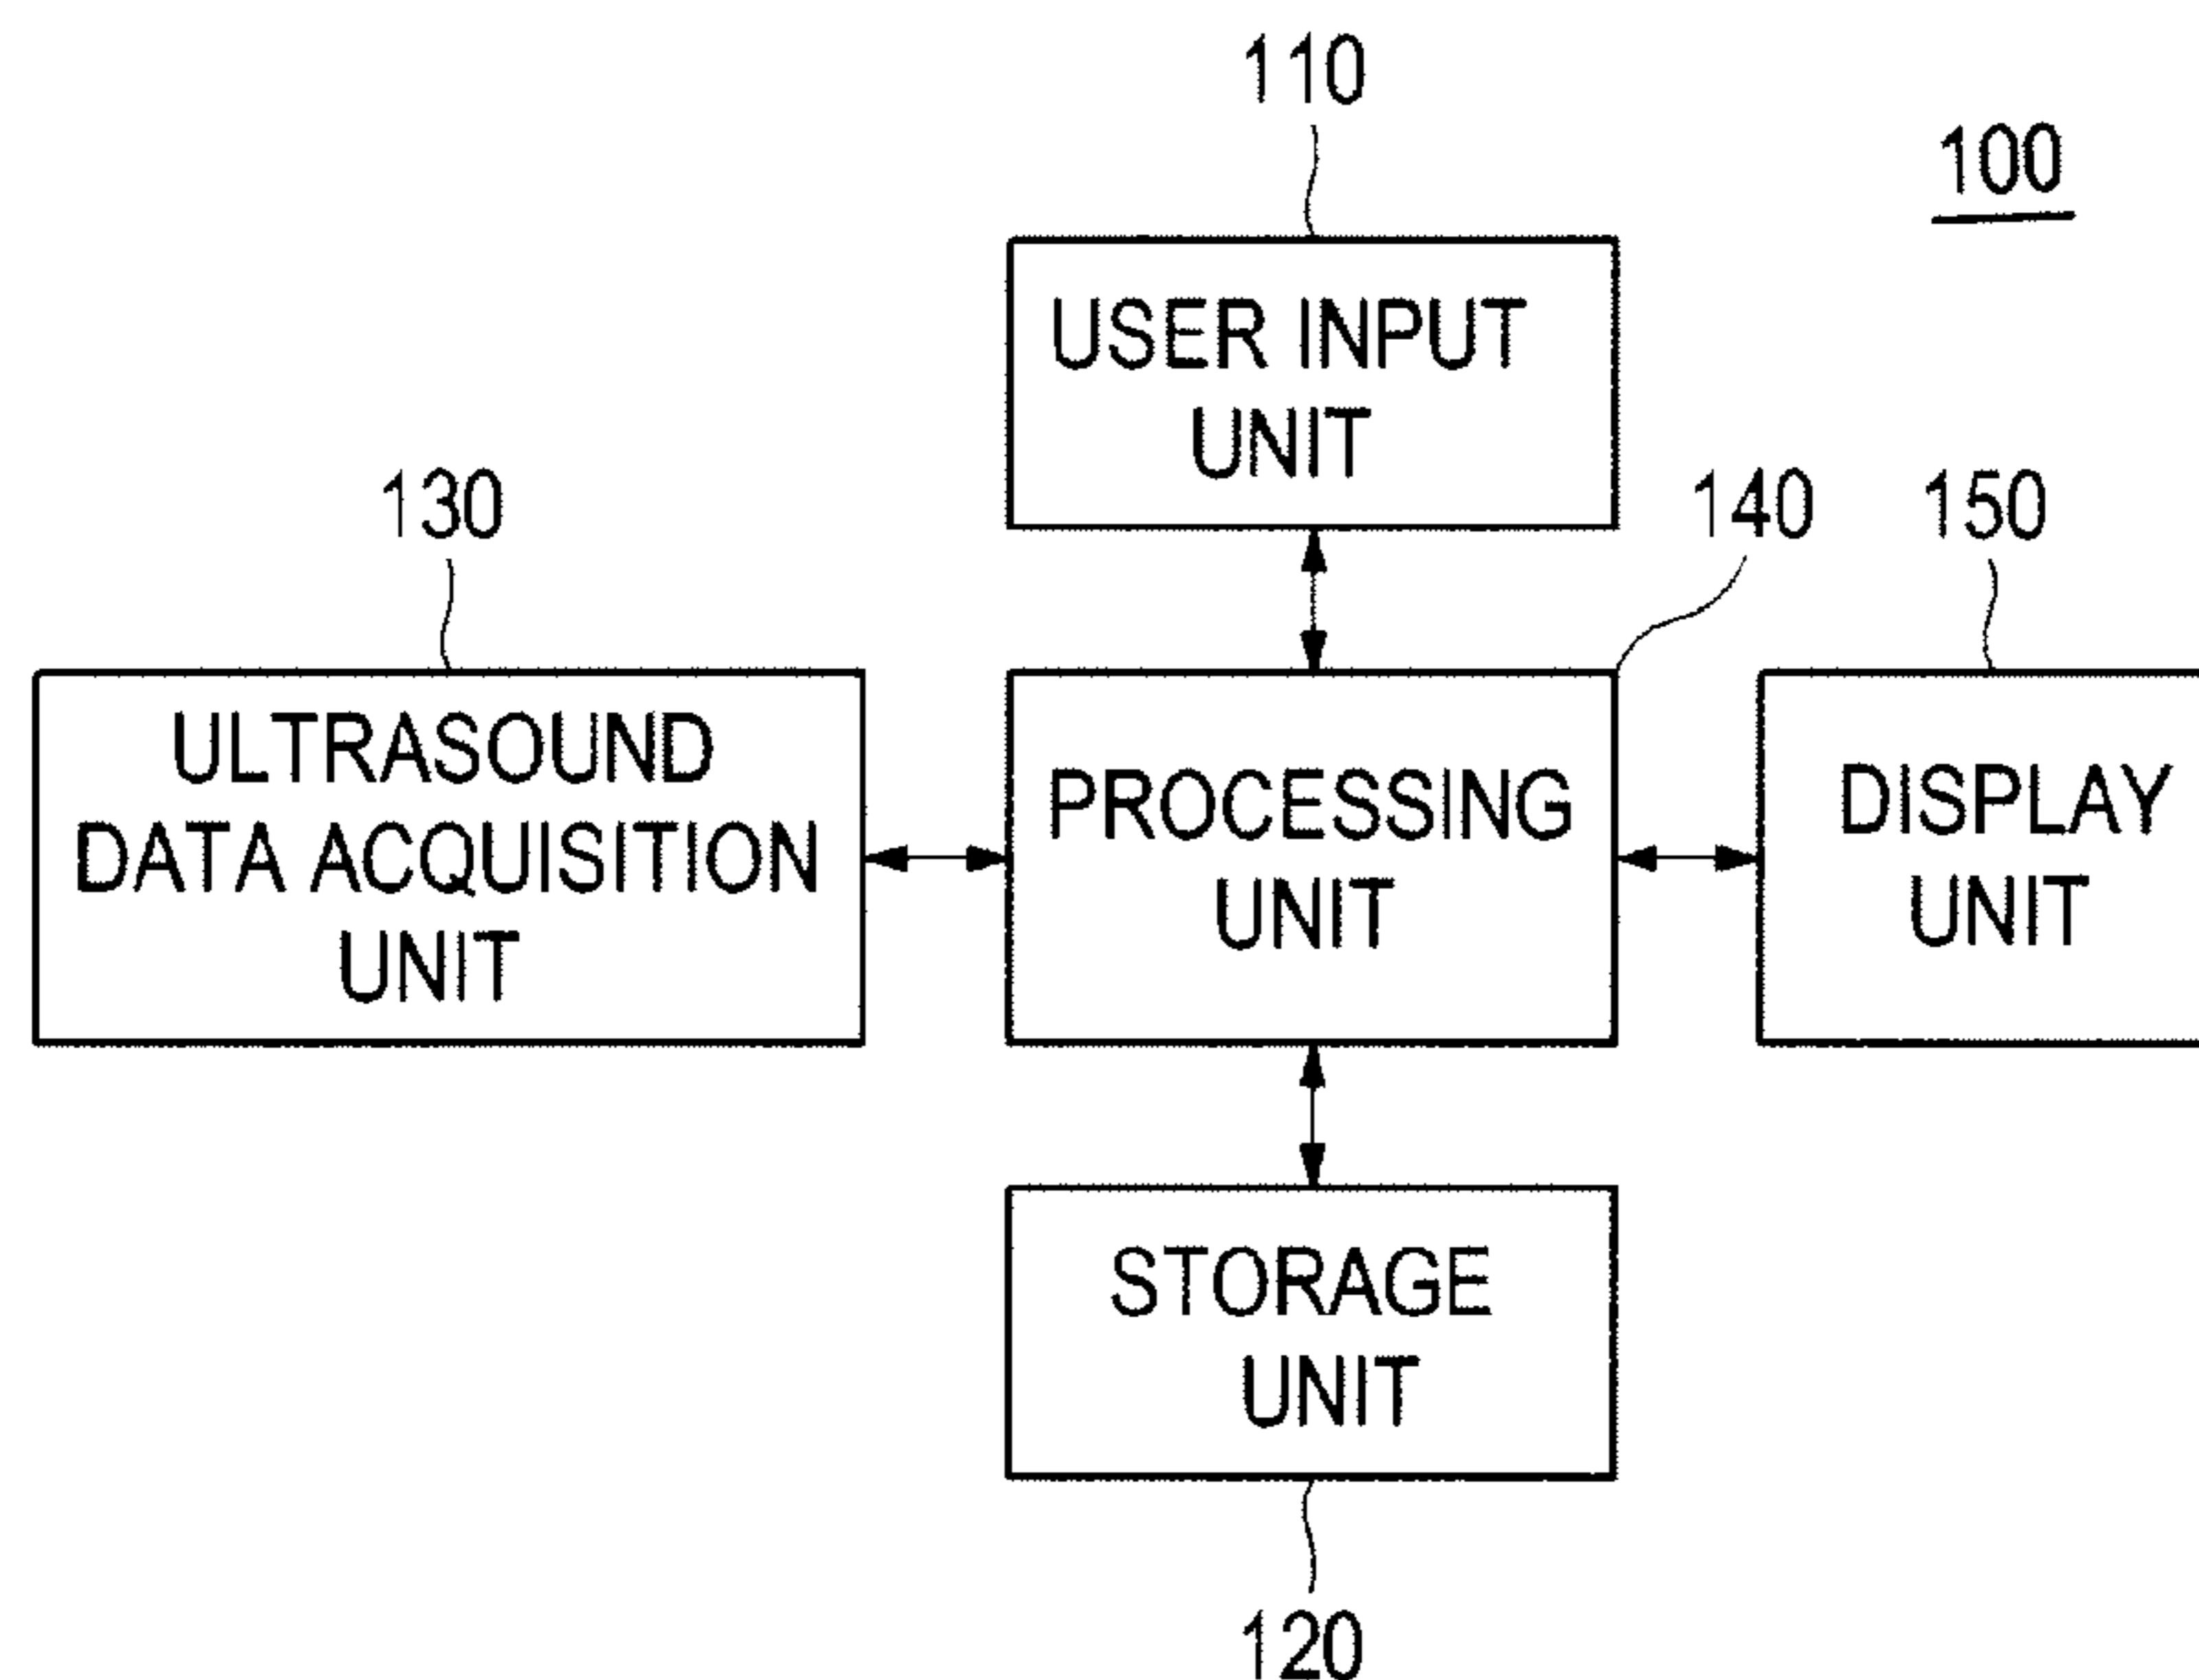 110
100
USER INPUT
UNIT
130
140
150
ULTRASOUND
DATA ACQUISITION
UNIT
PROCESSING
UNIT
DISPLAY
UNIT
STORAGE
UNIT
120